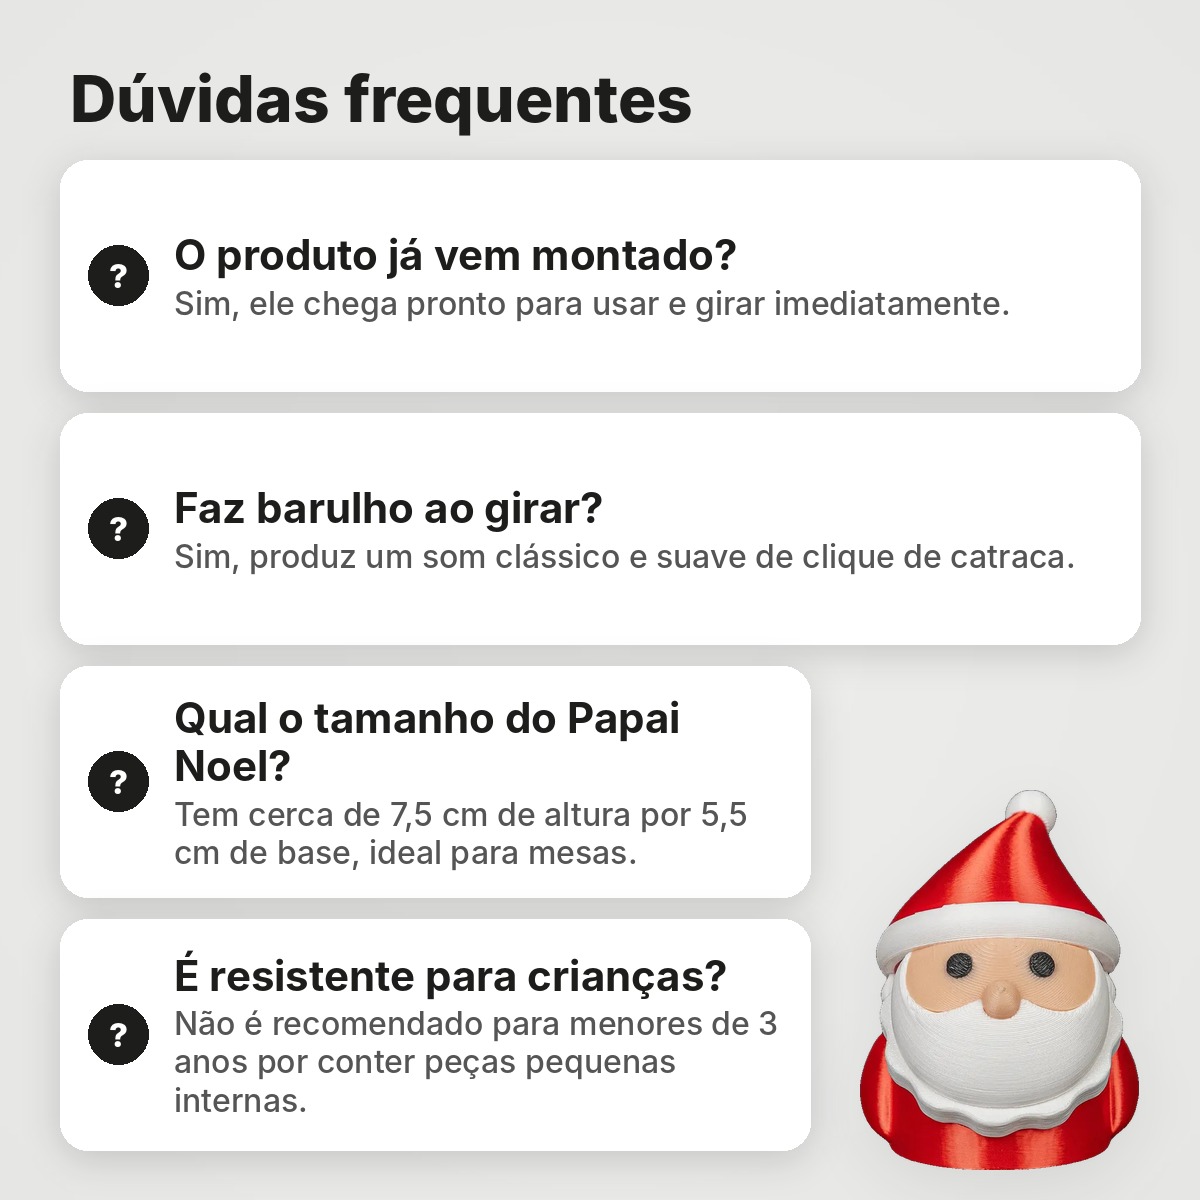 Dúvidas frequentes
?
O produto já vem montado?
Sim, ele chega pronto para usar e girar imediatamente.
?
Faz barulho ao girar?
Sim, produz um som clássico e suave de clique de catraca.
?
Qual o tamanho do Papai
Noel?
Tem cerca de 7,5 cm de altura por 5,5
cm de base, ideal para mesas.
?
É resistente para crianças?
Não é recomendado para menores de 3
anos por conter peças pequenas
internas.